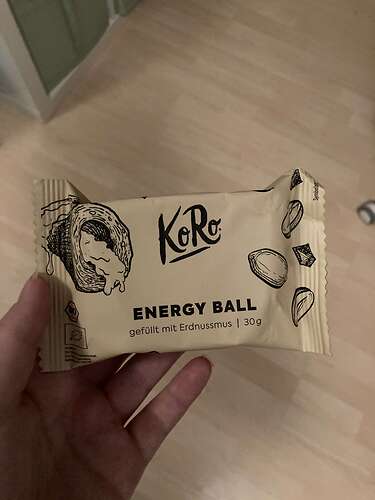 KoRo
ENERGY BALL
gefüllt mit Erdnussmus | 30g